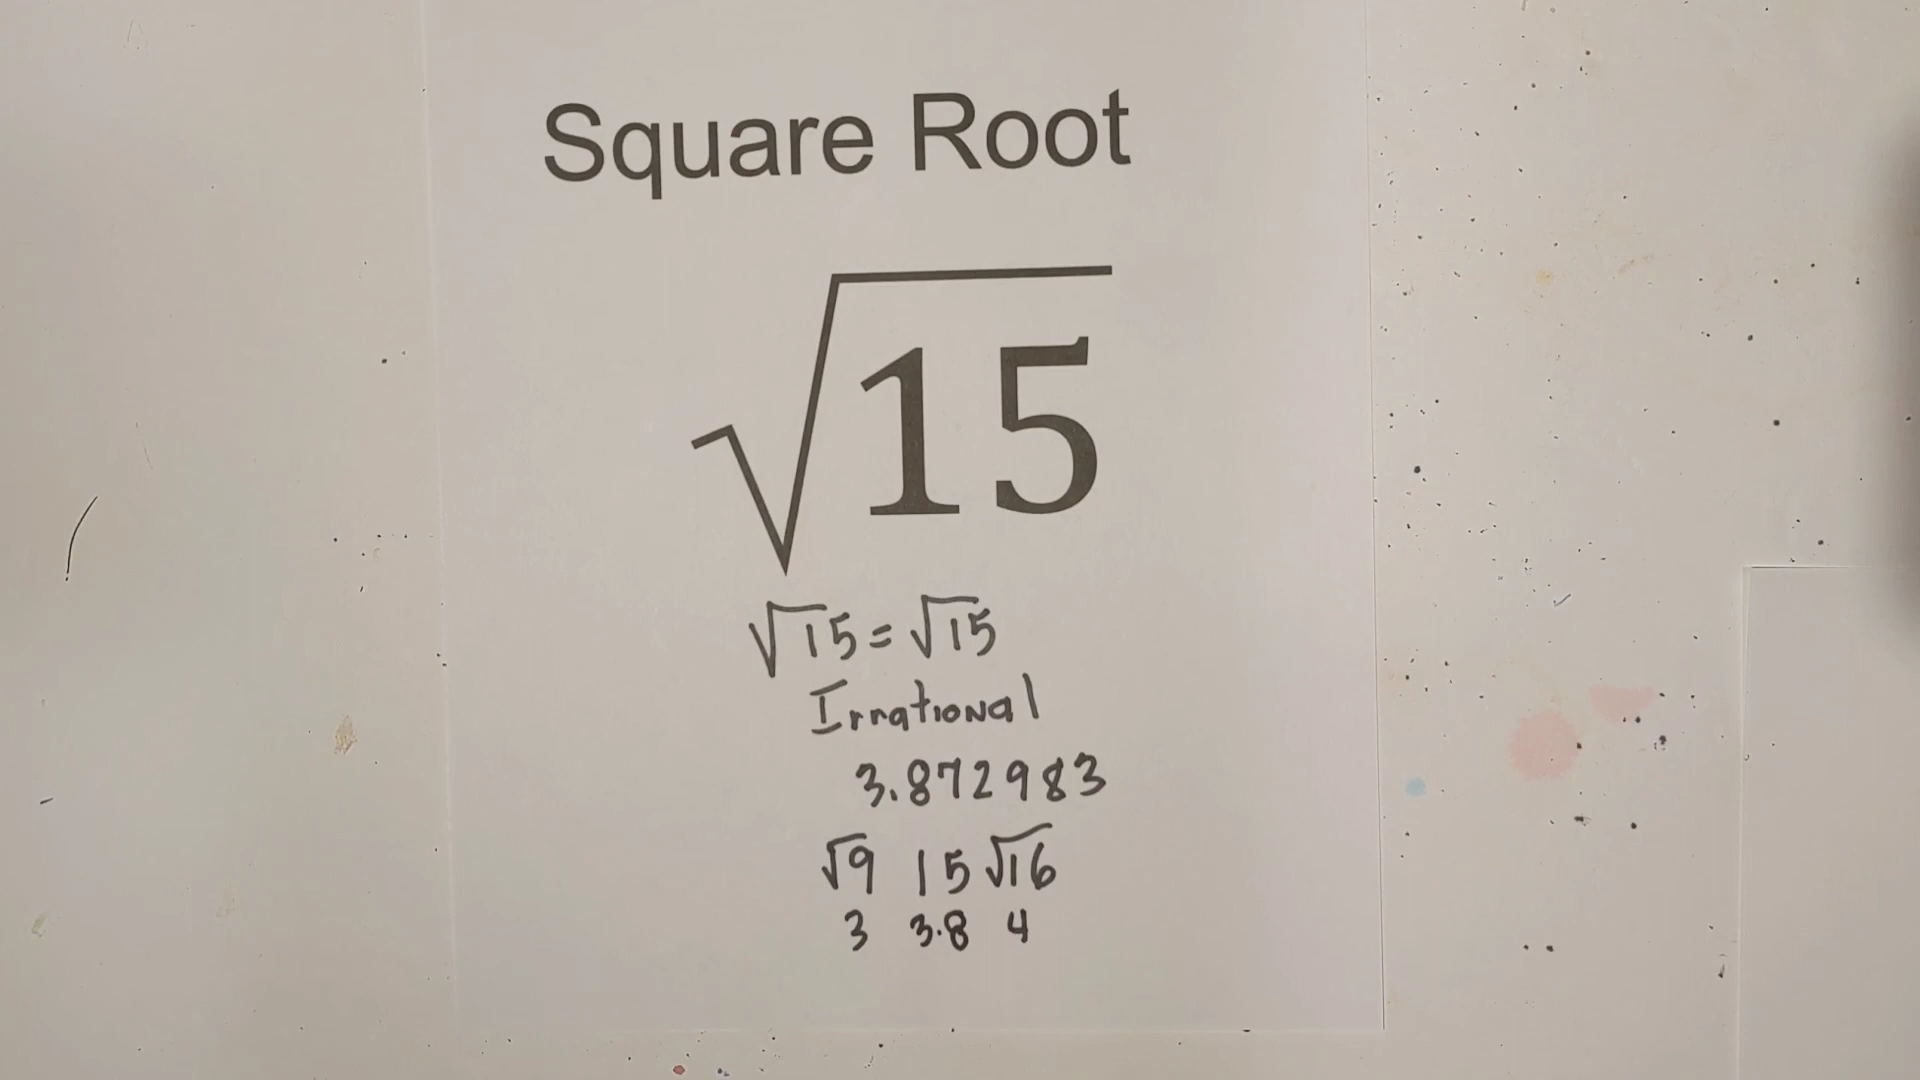 Square Root
√15
√15 = √15
Irrational
3.872983
√9 15 √16
3 3.8 4